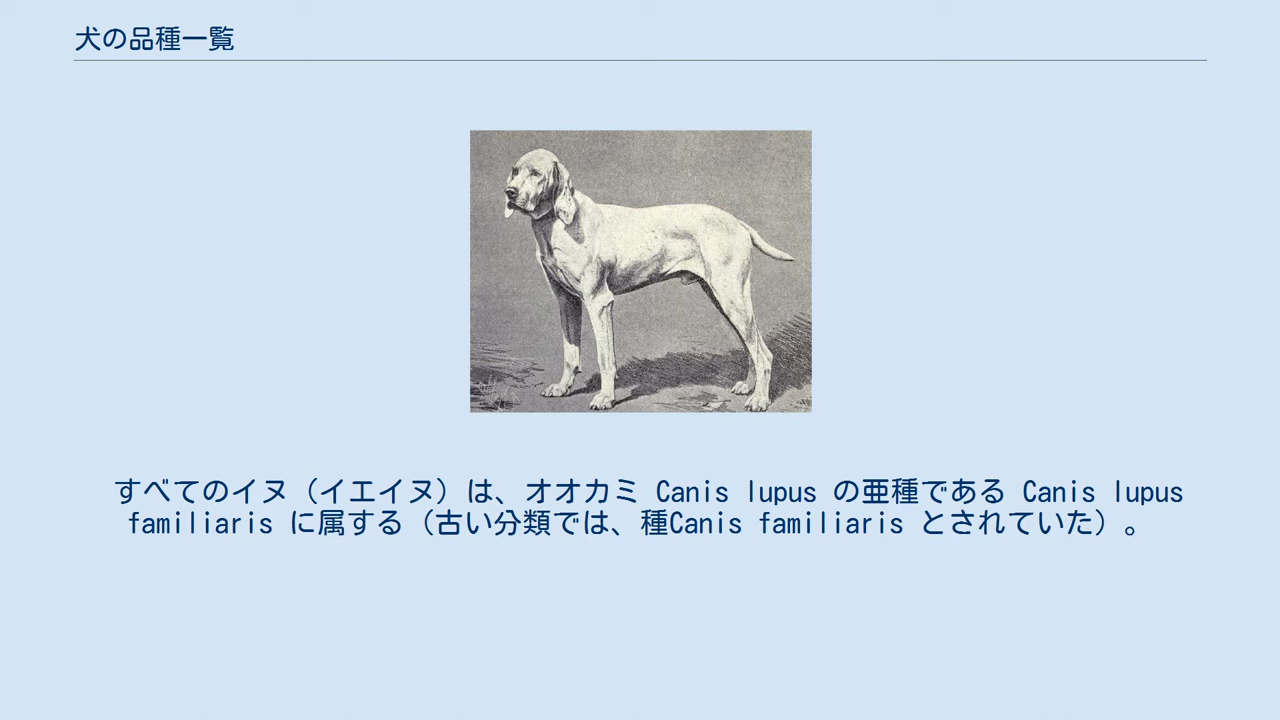 犬の品種一覧
すべてのイヌ（イエイヌ）は、オオカミ Canis lupus の亜種である Canis lupus
familiaris に属する（古い分類では、種Canis familiaris とされていた）。